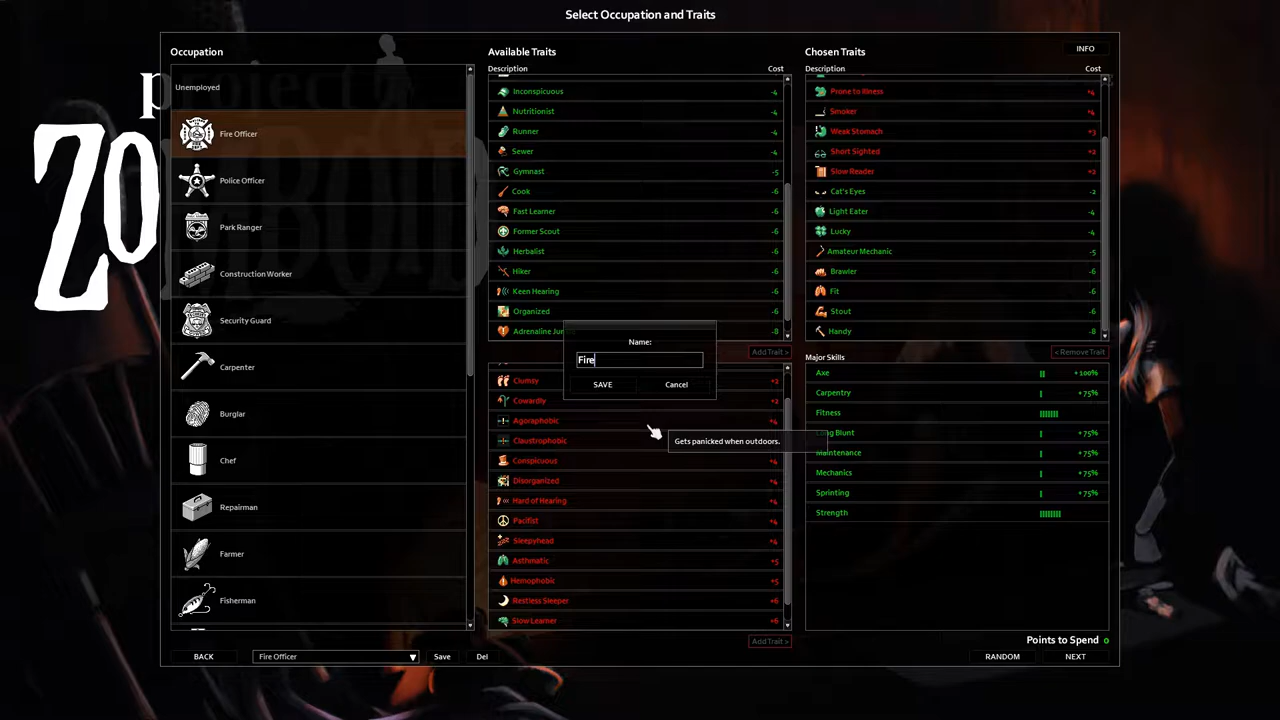 Select Occupation and Traits
Occupation
Unemployed
Fire Officer
Police Officer
Park Ranger
Construction Worker
Security Guard
Carpenter
Burglar
Chef
Repairman
Farmer
Fisherman
Available Traits
Description Cost
Inconspicuous -4
Nutritionist -4
Runner -4
Sewer -4
Gymnast -5
Cook -6
Fast Learner -6
Former Scout -6
Herbalist -6
Hiker -6
Keen Hearing -6
Organized -6
Adrenaline Jun -8
Add Trait >
Clumsy +2
Cowardly +2
Agoraphobic +4
Claustrophobic
Conspicuous +4
Disorganized +4
Hard of Hearing +4
Pacifist +4
Sleepyhead +4
Asthmatic +5
Hemophobic +5
Restless Sleeper +6
Slow Learner +6
Add Trait >
Name:
Fire
SAVE Cancel
Gets panicked when outdoors.
Chosen Traits INFO
Description Cost
Prone to Illness +4
Smoker +4
Weak Stomach +3
Short Sighted +2
Slow Reader +2
Cat's Eyes -2
Light Eater -4
Lucky -4
Amateur Mechanic -5
Brawler -6
Fit -6
Stout -6
Handy -8
< Remove Trait
Major Skills
Axe +100%
Carpentry +75%
Fitness
Long Blunt +75%
Maintenance +75%
Mechanics +75%
Sprinting +75%
Strength
Points to Spend 0
BACK Fire Officer Save Del RANDOM NEXT
project